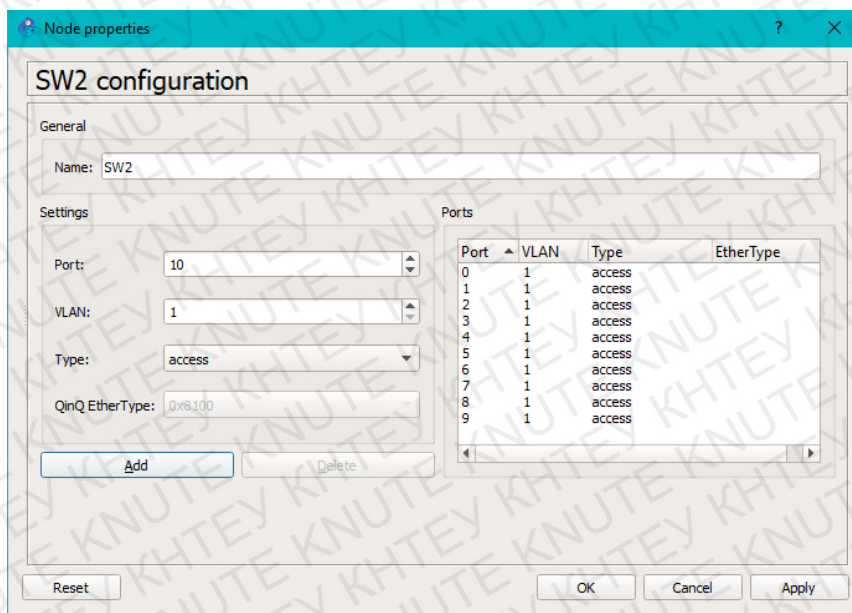 Node properties
SW2 configuration
General
Name: SW2
Settings
Port: 10
VLAN: 1
Type: access
QinQ EtherType: 0x8100
Add Delete
Ports
Port VLAN Type EtherType
0 1 access
1 1 access
2 1 access
3 1 access
4 1 access
5 1 access
6 1 access
7 1 access
8 1 access
9 1 access
Reset OK Cancel Apply
КНТЕУ KNUTE